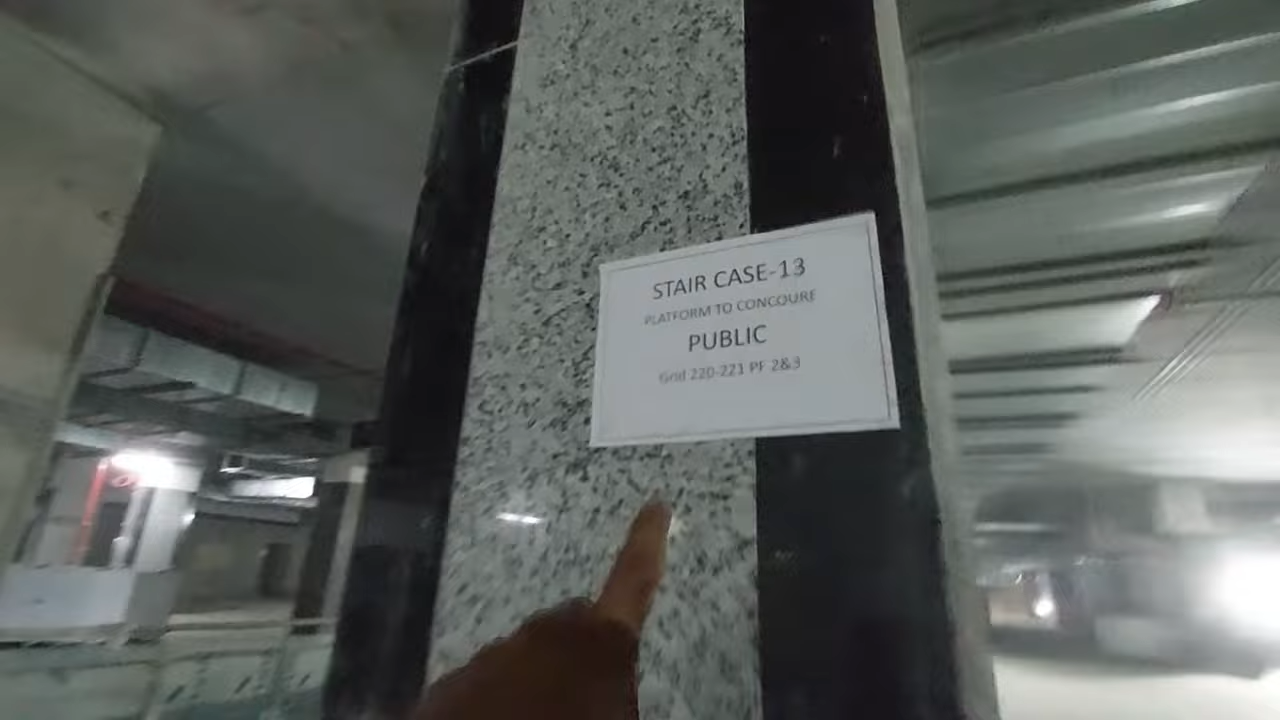 STAIR CASE-13
PLATFORM TO CONCOURE
PUBLIC
Grid 220-221 PF 2&3